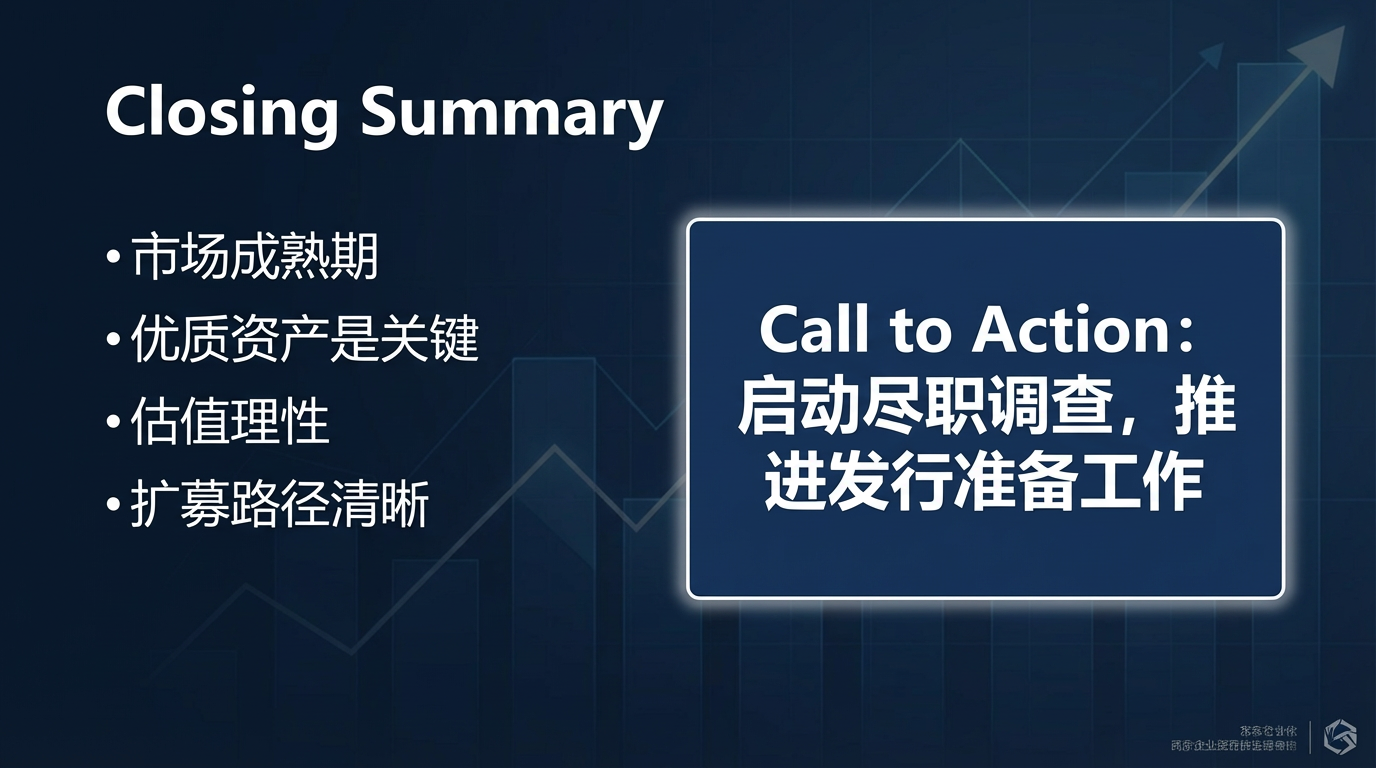 Closing Summary
• 市场成熟期
• 优质资产是关键
• 估值理性
• 扩募路径清晰
Call to Action：
启动尽职调查，推
进发行准备工作